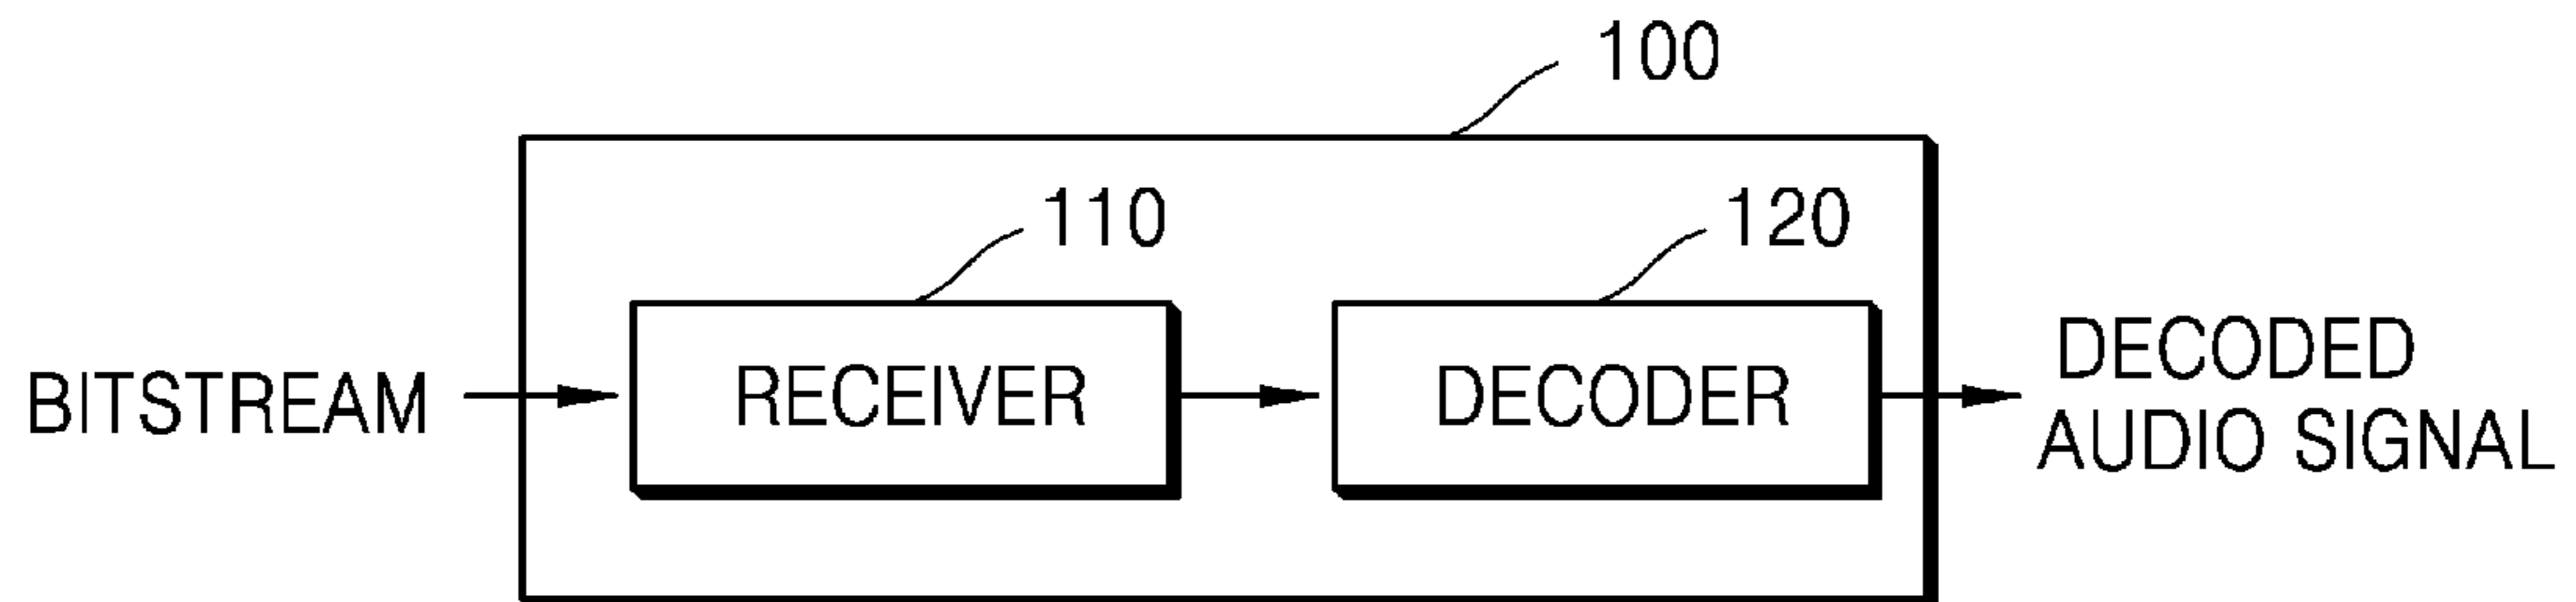 100
110
120
BITSTREAM
RECEIVER
DECODER
DECODED
AUDIO SIGNAL